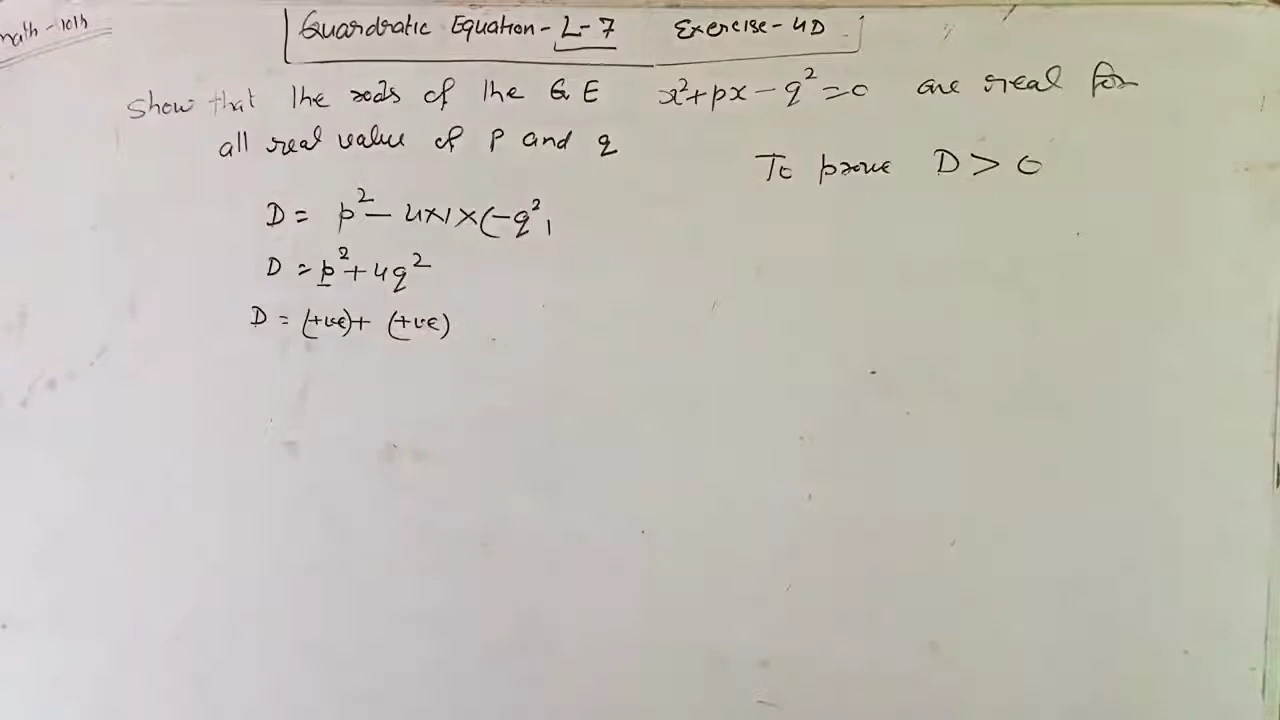 math - 10th
Quardratic Equation - L-7 Exercise - 4D
Show that the roots of the Q E x²+px-q²=0 are real for
all real value of P and q
To prove D > 0
D = p² - 4×1×(-q²)
D = p² + 4q²
D = (+ve) + (+ve)